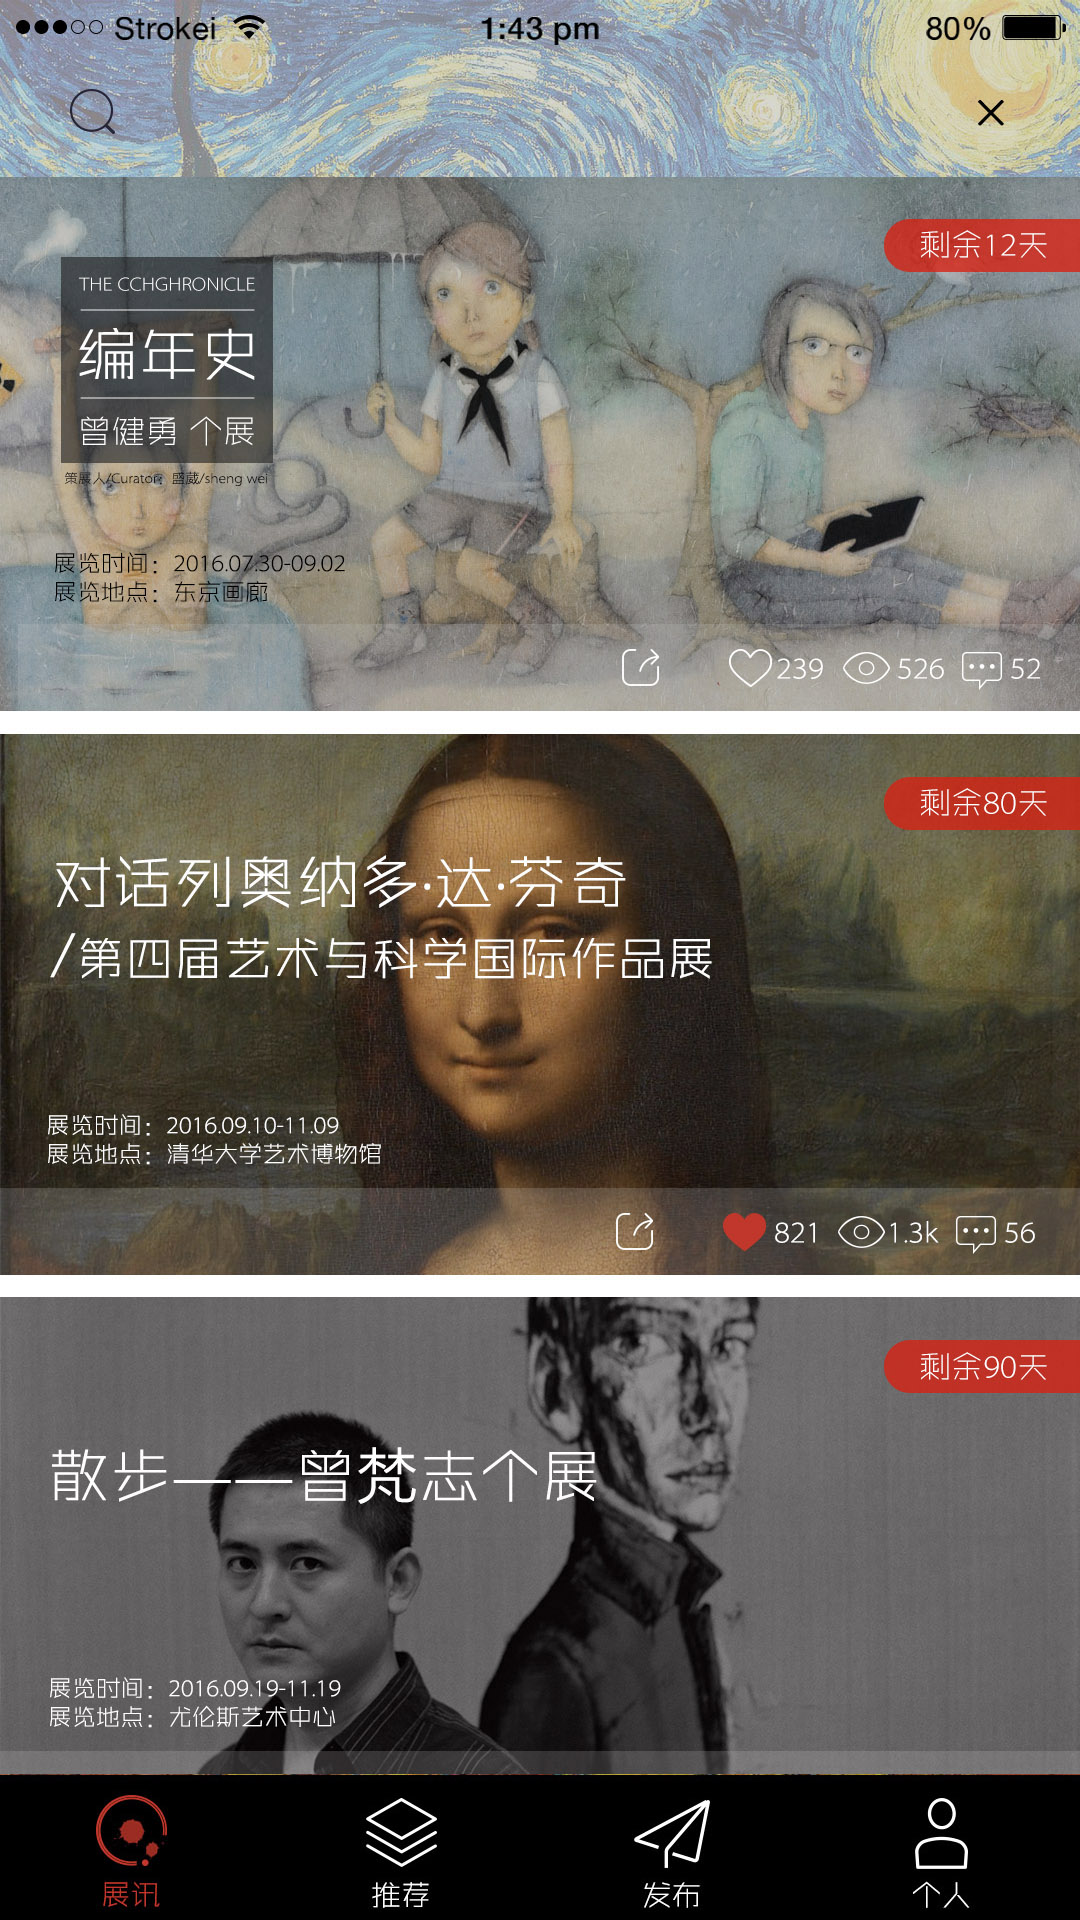 Strokei
1:43 pm
80%
剩余12天
THE CCHGHRONICLE
编年史
曾健勇 个展
策展人/Curator: 盛葳/sheng wei
展览时间：2016.07.30-09.02
展览地点：东京画廊
239
526
52
剩余80天
对话列奥纳多·达·芬奇
/第四届艺术与科学国际作品展
展览时间：2016.09.10-11.09
展览地点：清华大学艺术博物馆
821
1.3k
56
剩余90天
散步——曾梵志个展
展览时间：2016.09.19-11.19
展览地点：尤伦斯艺术中心
展讯
推荐
发布
个人